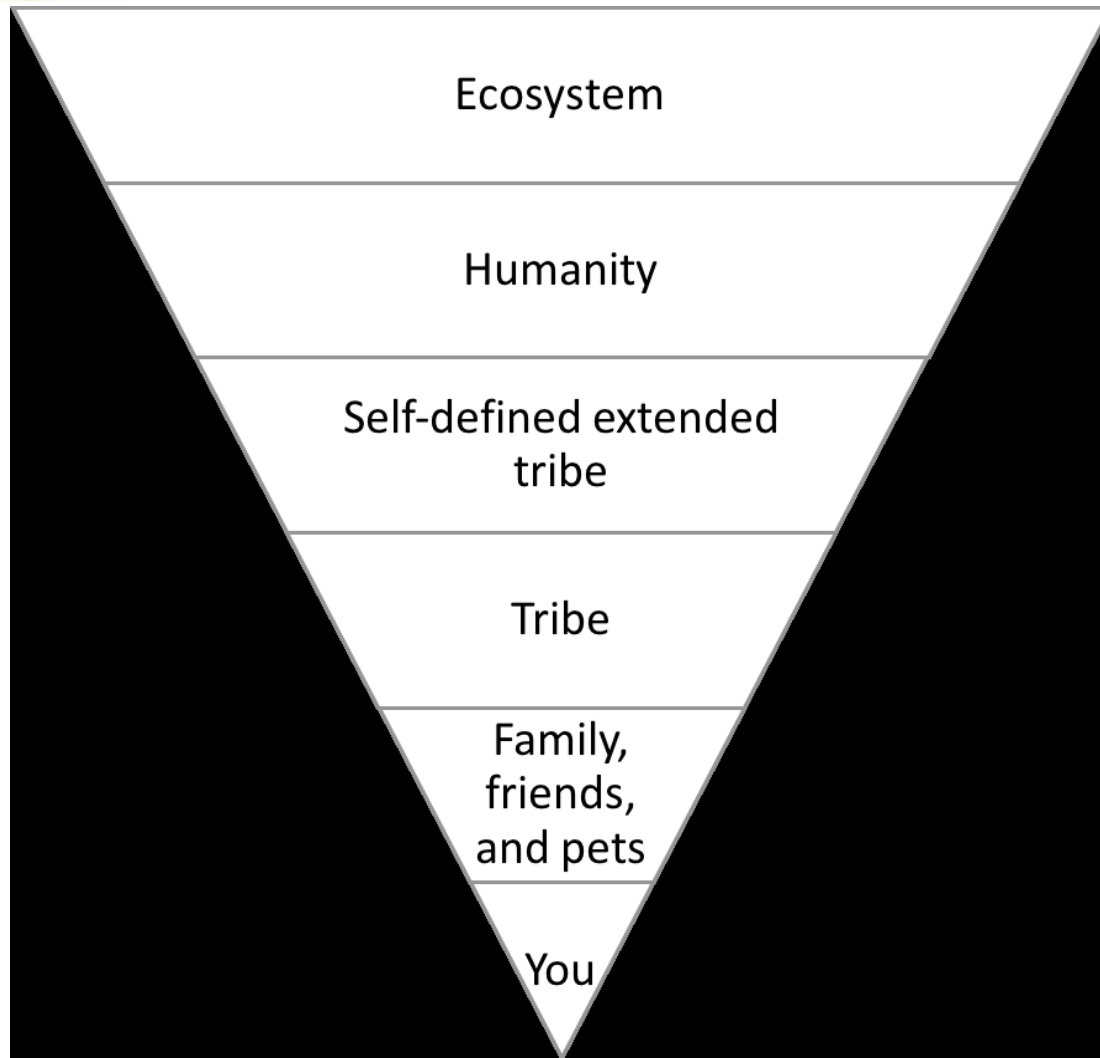 Ecosystem
Humanity
Self-defined extended
tribe
Tribe
Family,
friends,
and pets
You